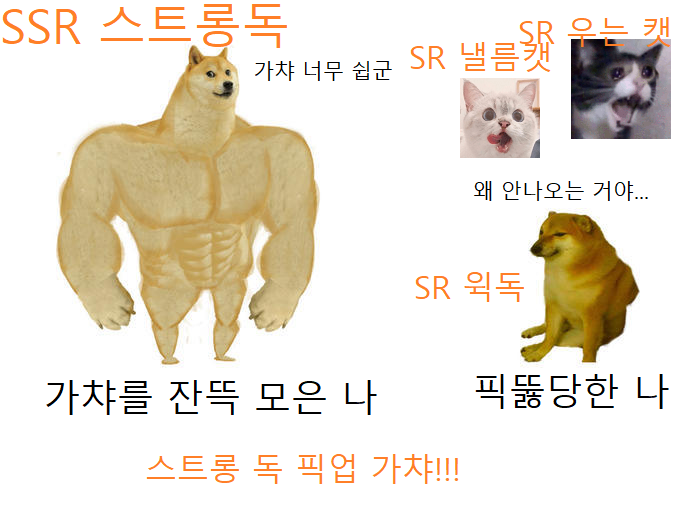 SSR 스트롱독
가챠 너무 쉽군
SR 낼름캣
SR 우는 캣
왜 안나오는 거야...
SR 윅독
가챠를 잔뜩 모은 나
픽뚫당한 나
스트롱 독 픽업 가챠!!!